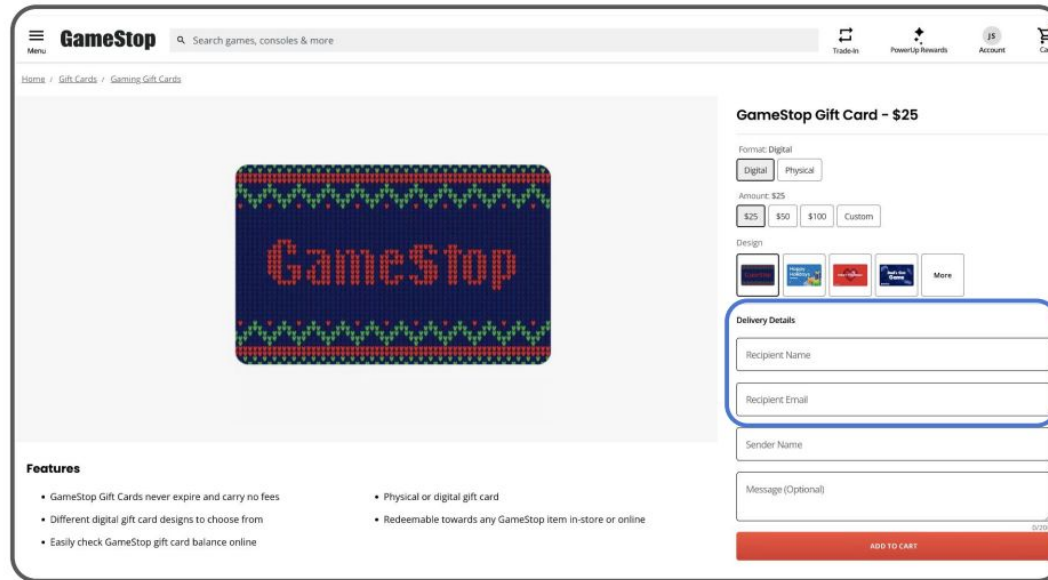 Menu
GameStop
Search games, consoles & more
Trade-In
PowerUp Rewards
JS
Account
Home / Gift Cards / Gaming Gift Cards
GameStop
GameStop Gift Card - $25
Format: Digital
Digital Physical
Amount: $25
$25 $50 $100 Custom
Design
GameStop Happy Holidays More
Delivery Details
Recipient Name
Recipient Email
Sender Name
Message (Optional)
ADD TO CART
Features
• GameStop Gift Cards never expire and carry no fees
• Different digital gift card designs to choose from
• Easily check GameStop gift card balance online
• Physical or digital gift card
• Redeemable towards any GameStop item in-store or online